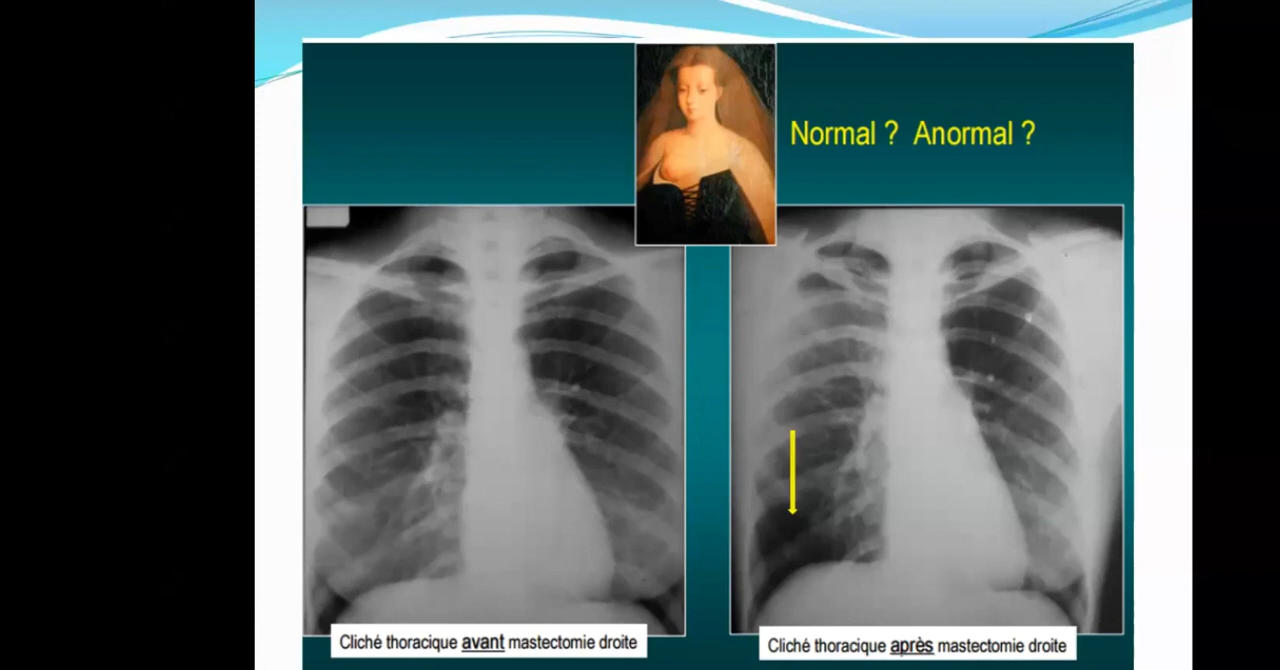 Normal ? Anormal ?
Cliché thoracique avant mastectomie droite
Cliché thoracique après mastectomie droite